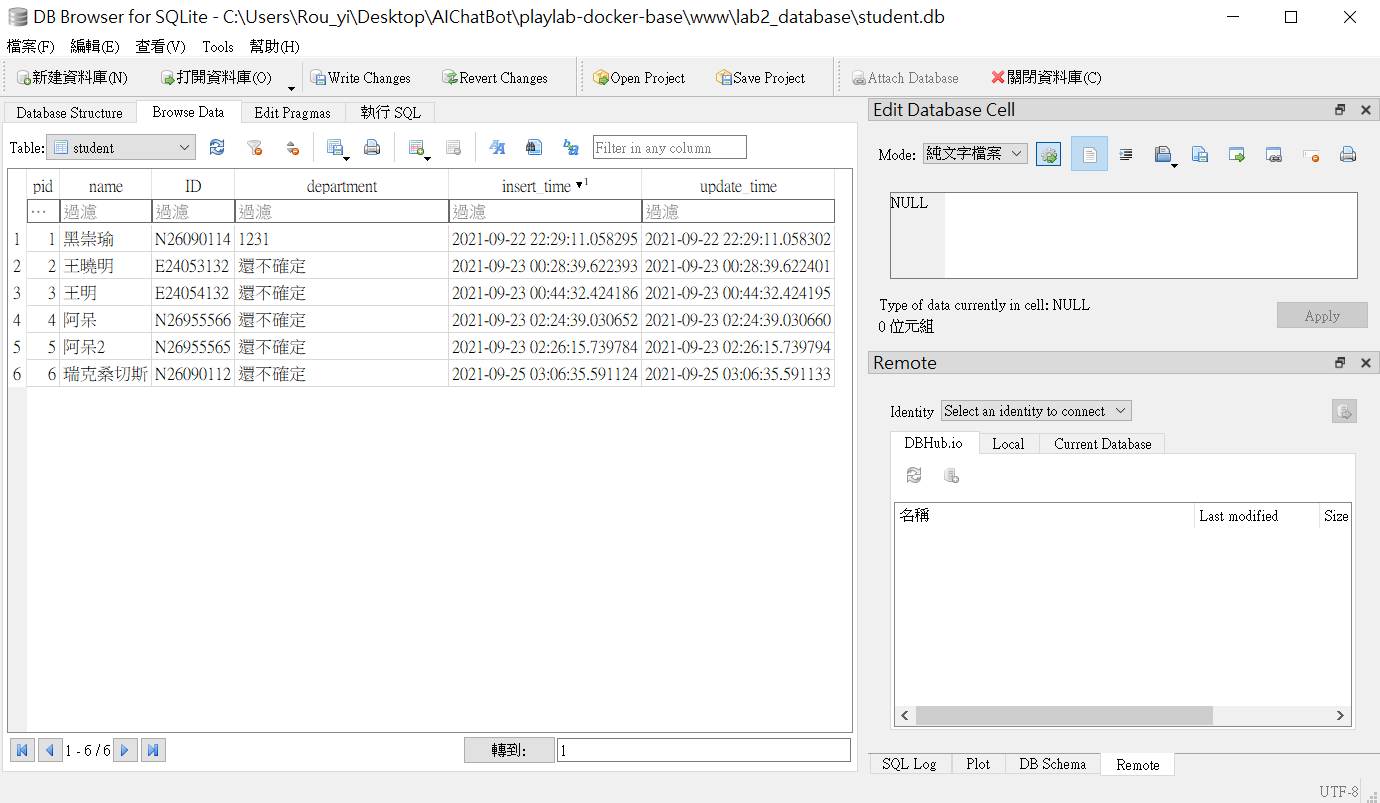 DB Browser for SQLite - C:\Users\Rou_yi\Desktop\AIChatBot\playlab-docker-base\www\lab2_database\student.db
檔案(F) 編輯(E) 查看(V) Tools 幫助(H)
新建資料庫(N) 打開資料庫(O) Write Changes Revert Changes Open Project Save Project Attach Database 關閉資料庫(C)
Database Structure Browse Data Edit Pragmas 執行 SQL
Table: student Filter in any column
pid name ID department insert_time 1 update_time
… 過濾 過濾 過濾 過濾 過濾
1 1 黑崇瑜 N26090114 1231 2021-09-22 22:29:11.058295 2021-09-22 22:29:11.058302
2 2 王曉明 E24053132 還不確定 2021-09-23 00:28:39.622393 2021-09-23 00:28:39.622401
3 3 王明 E24054132 還不確定 2021-09-23 00:44:32.424186 2021-09-23 00:44:32.424195
4 4 阿呆 N26955566 還不確定 2021-09-23 02:24:39.030652 2021-09-23 02:24:39.030660
5 5 阿呆2 N26955565 還不確定 2021-09-23 02:26:15.739784 2021-09-23 02:26:15.739794
6 6 瑞克桑切斯 N26090112 還不確定 2021-09-25 03:06:35.591124 2021-09-25 03:06:35.591133
1 - 6 / 6 轉到: 1
Edit Database Cell
Mode: 純文字檔案
NULL
Type of data currently in cell: NULL
0 位元組
Apply
Remote
Identity Select an identity to connect
DBHub.io Local Current Database
名稱 Last modified Size
SQL Log Plot DB Schema Remote
UTF-8